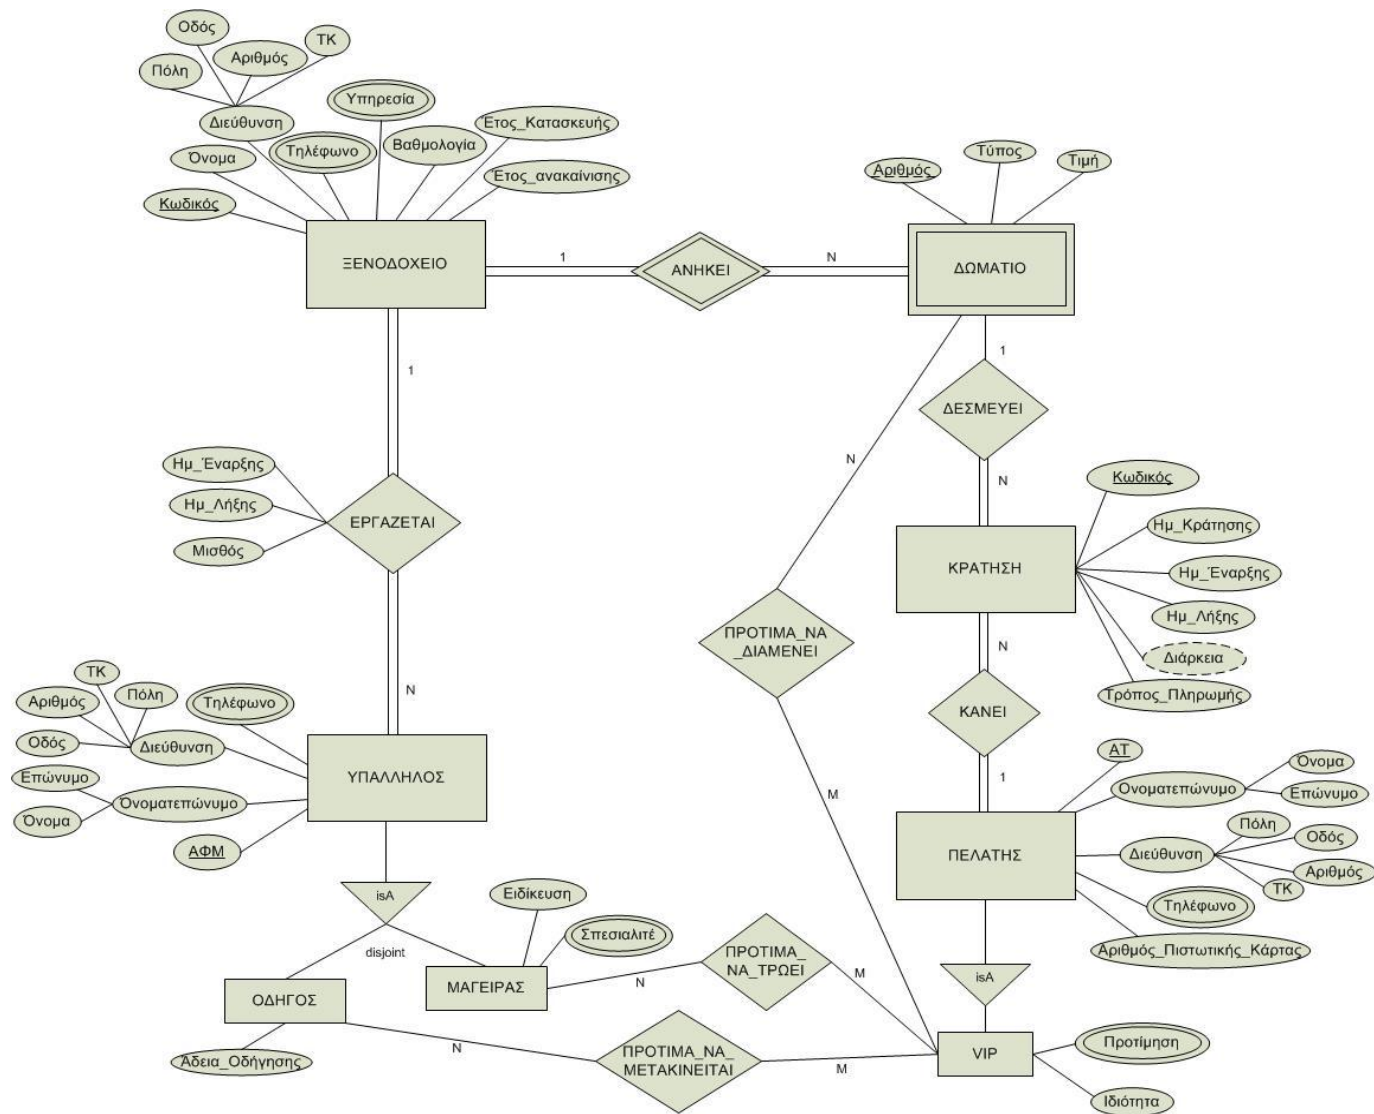 Οδός
ΤΚ
Αριθμός
Πόλη
Υπηρεσία
Διεύθυνση
Έτος_Κατασκευής
Τηλέφωνο
Βαθμολογία
Όνομα
Έτος_ανακαίνισης
Κωδικός
Αριθμός
Τύπος
Τιμή
ΞΕΝΟΔΟΧΕΙΟ
1
ΑΝΗΚΕΙ
N
ΔΩΜΑΤΙΟ
1
1
ΔΕΣΜΕΥΕΙ
N
N
Ημ_Έναρξης
Ημ_Λήξης
Μισθός
ΕΡΓΑΖΕΤΑΙ
Κωδικός
Ημ_Κράτησης
Ημ_Έναρξης
Ημ_Λήξης
Διάρκεια
Τρόπος_Πληρωμής
ΚΡΑΤΗΣΗ
ΠΡΟΤΙΜΑ_ΝΑ
_ΔΙΑΜΕΝΕΙ
N
ΚΑΝΕΙ
1
M
N
ΤΚ
Πόλη
Αριθμός
Τηλέφωνο
Οδός
Διεύθυνση
Επώνυμο
Όνοματεπώνυμο
Όνομα
ΑΦΜ
ΥΠΑΛΛΗΛΟΣ
ΑΤ
Όνομα
Ονοματεπώνυμο
Επώνυμο
Πόλη
Οδός
Διεύθυνση
Αριθμός
ΤΚ
Τηλέφωνο
Αριθμός_Πιστωτικής_Κάρτας
ΠΕΛΑΤΗΣ
isA
disjoint
Ειδίκευση
Σπεσιαλιτέ
ΜΑΓΕΙΡΑΣ
N
ΠΡΟΤΙΜΑ_
ΝΑ_ΤΡΩΕΙ
M
isA
ΟΔΗΓΟΣ
Άδεια_Οδήγησης
N
ΠΡΟΤΙΜΑ_ΝΑ_
ΜΕΤΑΚΙΝΕΙΤΑΙ
M
VIP
Προτίμηση
Ιδιότητα